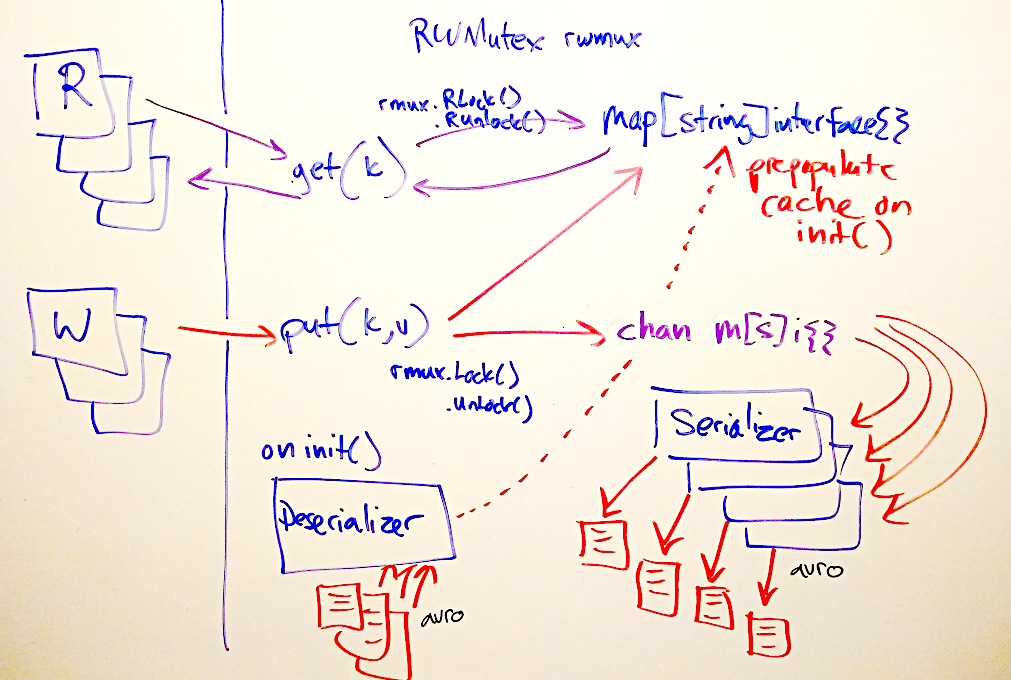 RWMutex rwmux
R
rmux.RLock()
.RUnlock()
map[string]interface{}
get(k)
prepopulate
cache on
init()
W
put(k,v)
chan m[s]i{}
rmux.Lock()
.Unlock()
Serializer
on init()
Deserializer
avro
avro